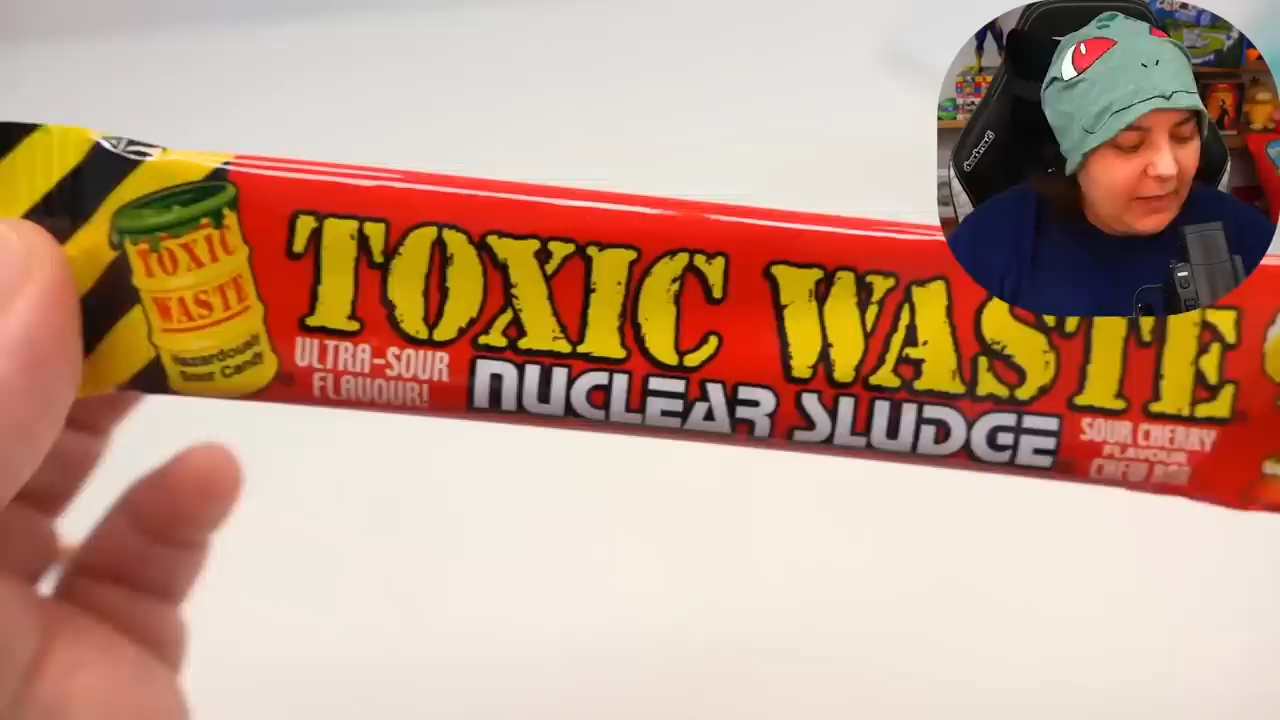 TOXIC
WASTE
Hazardously
Sour Candy
TOXIC WASTE
ULTRA-SOUR
FLAVOUR!
NUCLEAR SLUDGE
SOUR CHERRY
FLAVOUR
CHEW BAR